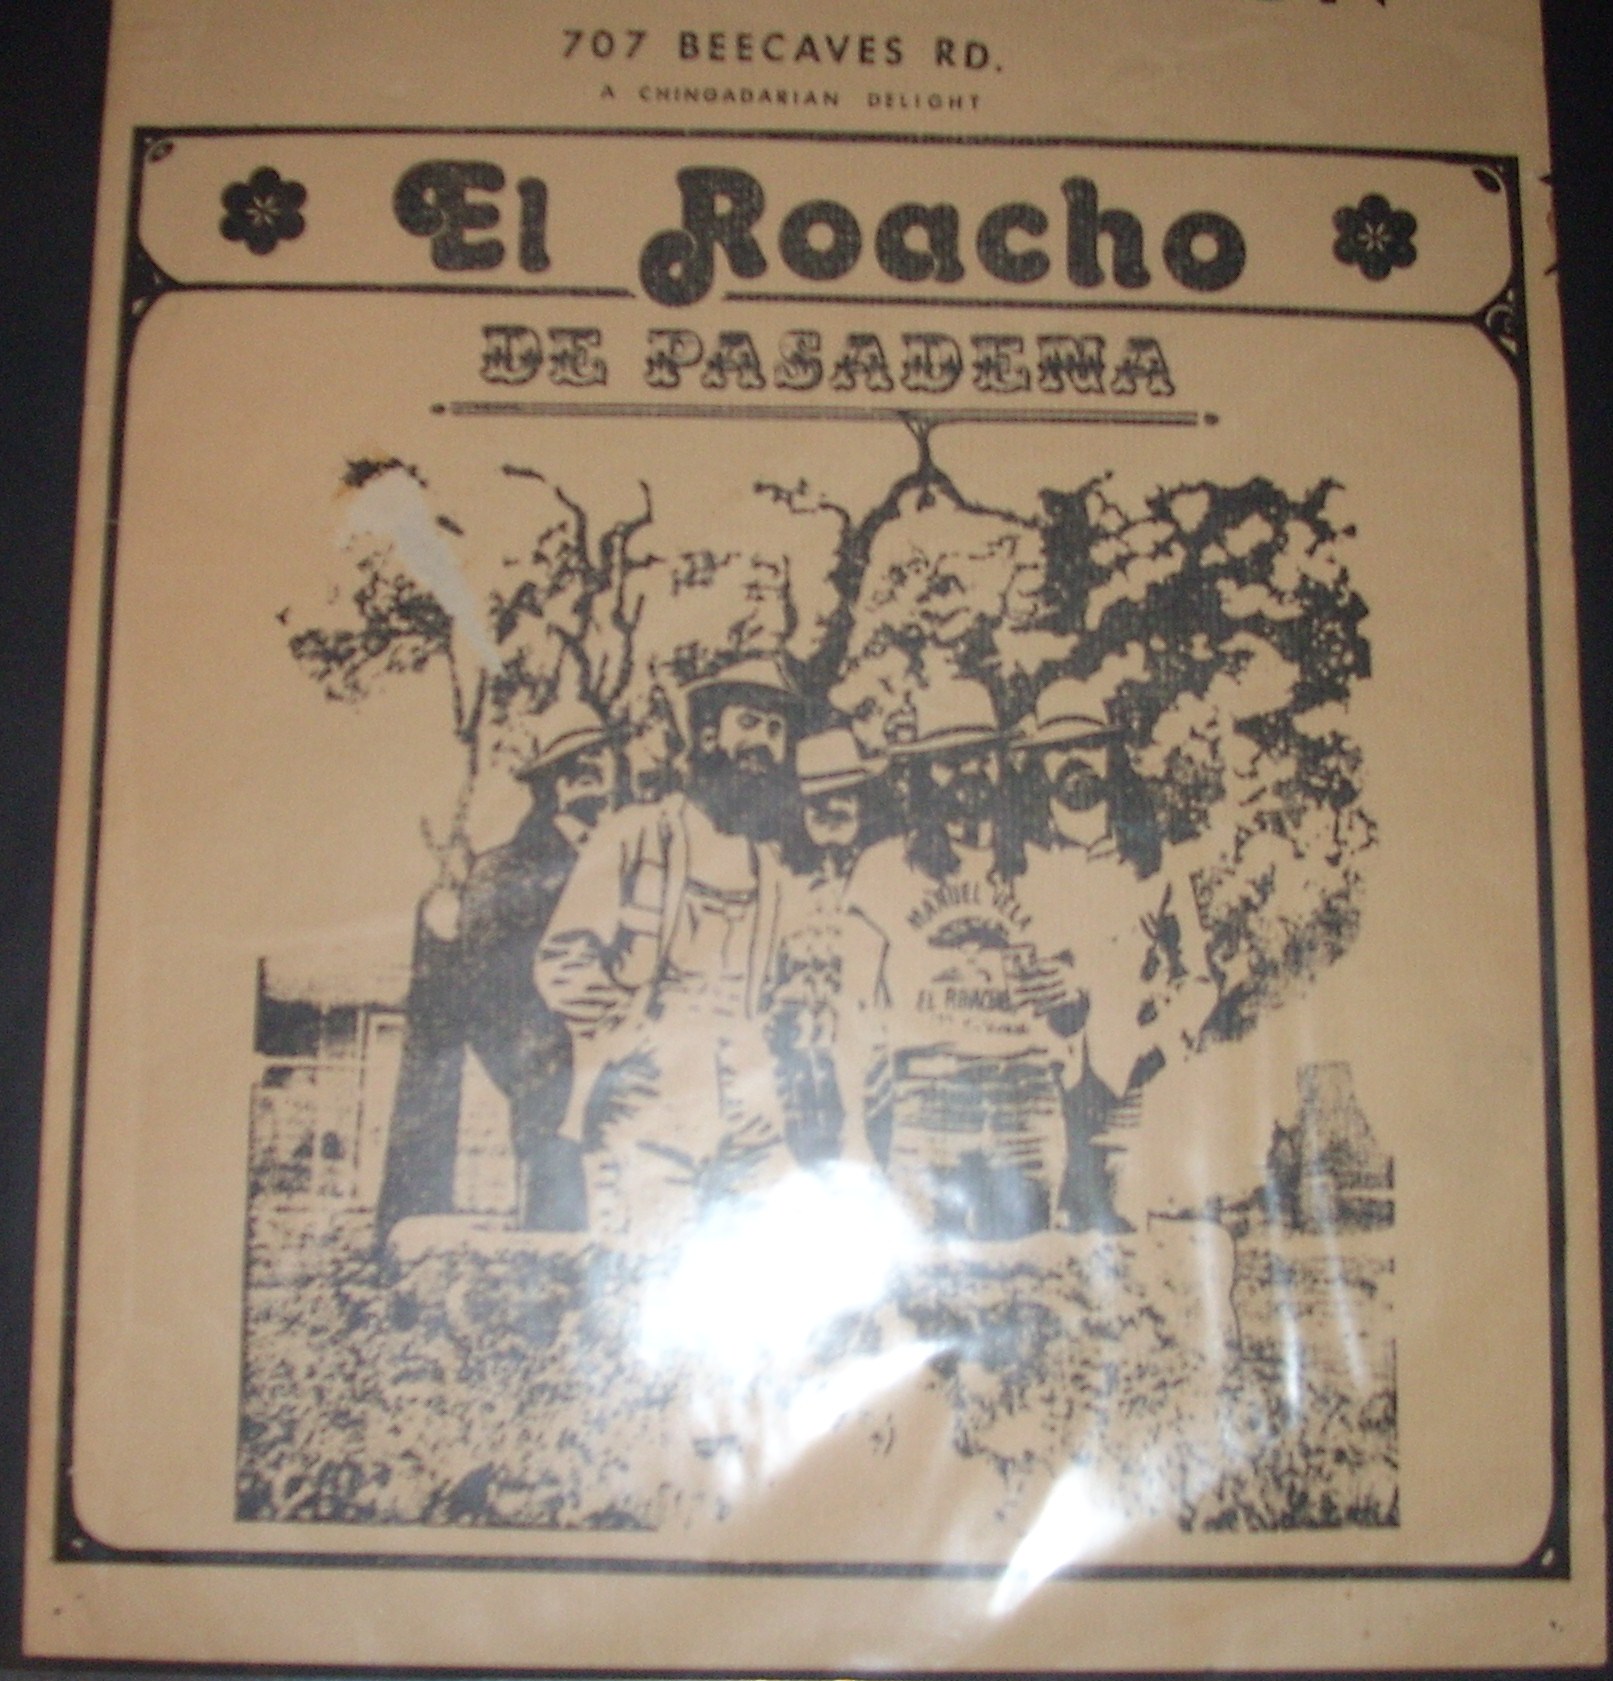 707 BEECAVES RD.
A CHINGADARIAN DELIGHT
El Roacho
DE PASADENA
MANUEL VELA
EL ROACHO